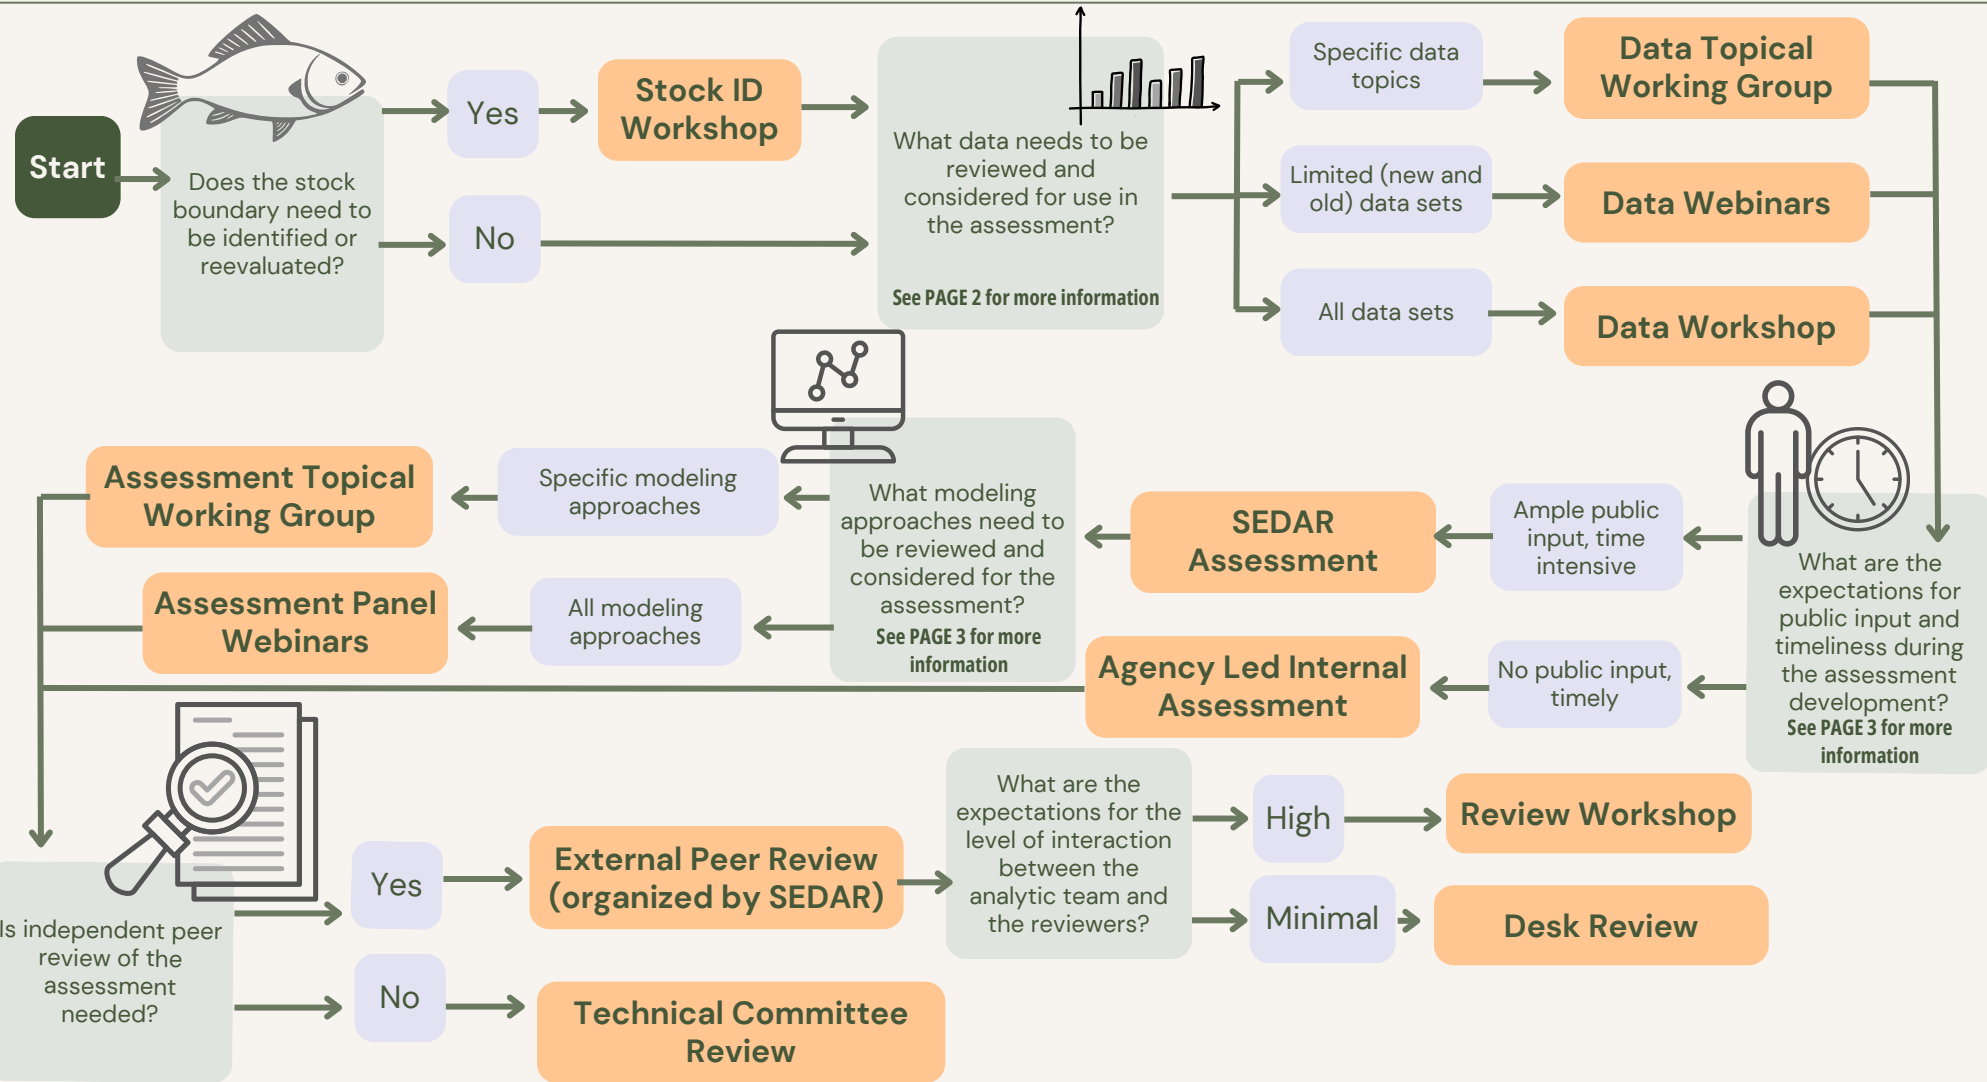 Start
Does the stock
boundary need to
be identified or
reevaluated?
Yes
No
Stock ID
Workshop
What data needs to be
reviewed and
considered for use in
the assessment?
See PAGE 2 for more information
Specific data
topics
Data Topical
Working Group
Limited (new and
old) data sets
Data Webinars
All data sets
Data Workshop
What are the
expectations for
public input and
timeliness during
the assessment
development?
See PAGE 3 for more
information
Ample public
input, time
intensive
SEDAR
Assessment
No public input,
timely
Agency Led Internal
Assessment
What modeling
approaches need to
be reviewed and
considered for the
assessment?
See PAGE 3 for more
information
Specific modeling
approaches
Assessment Topical
Working Group
All modeling
approaches
Assessment Panel
Webinars
Is independent peer
review of the
assessment
needed?
Yes
External Peer Review
(organized by SEDAR)
What are the
expectations for the
level of interaction
between the
analytic team and
the reviewers?
High
Review Workshop
Minimal
Desk Review
No
Technical Committee
Review